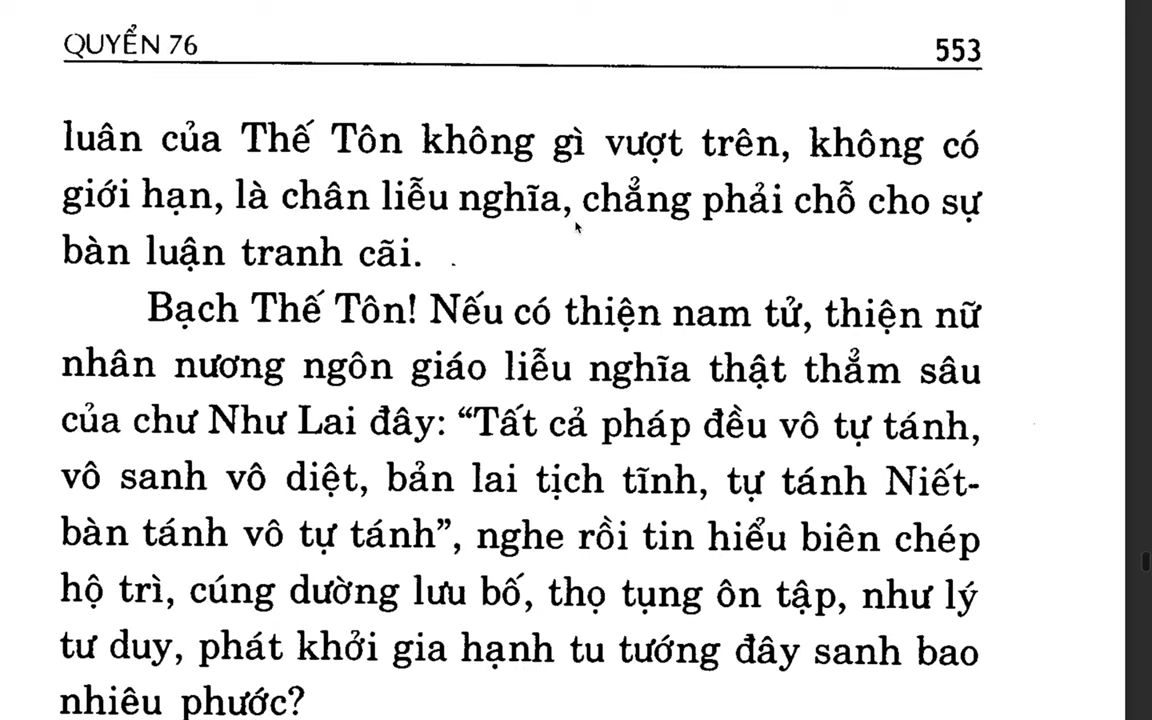 QUYỂN 76 553
luân của Thế Tôn không gì vượt trên, không có
giới hạn, là chân liễu nghĩa, chẳng phải chỗ cho sự
bàn luận tranh cãi.
Bạch Thế Tôn! Nếu có thiện nam tử, thiện nữ
nhân nương ngôn giáo liễu nghĩa thật thẳm sâu
của chư Như Lai đây: “Tất cả pháp đều vô tự tánh,
vô sanh vô diệt, bản lai tịch tĩnh, tự tánh Niết-
bàn tánh vô tự tánh”, nghe rồi tin hiểu biên chép
hộ trì, cúng dường lưu bố, thọ tụng ôn tập, như lý
tư duy, phát khởi gia hạnh tu tướng đây sanh bao
nhiêu phước?